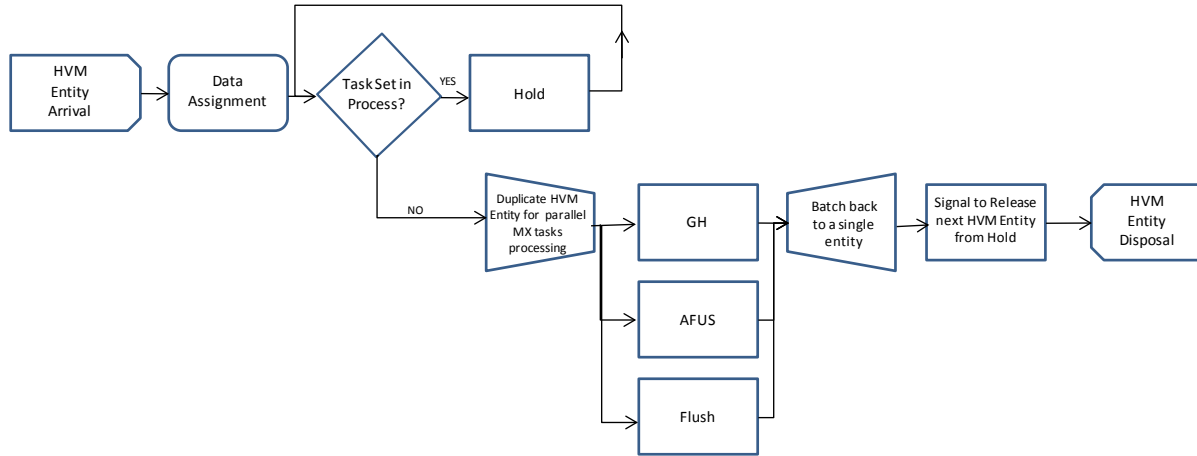 HVM
Entity
Arrival
Data
Assignment
Task Set in
Process?
YES
Hold
NO
Duplicate HVM
Entity for parallel
MX tasks
processing
GH
AFUS
Flush
Batch back
to a single
entity
Signal to Release
next HVM Entity
from Hold
HVM
Entity
Disposal